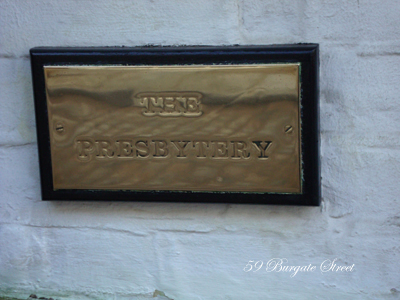 THE
PRESBYTERY
59 Burgate Street